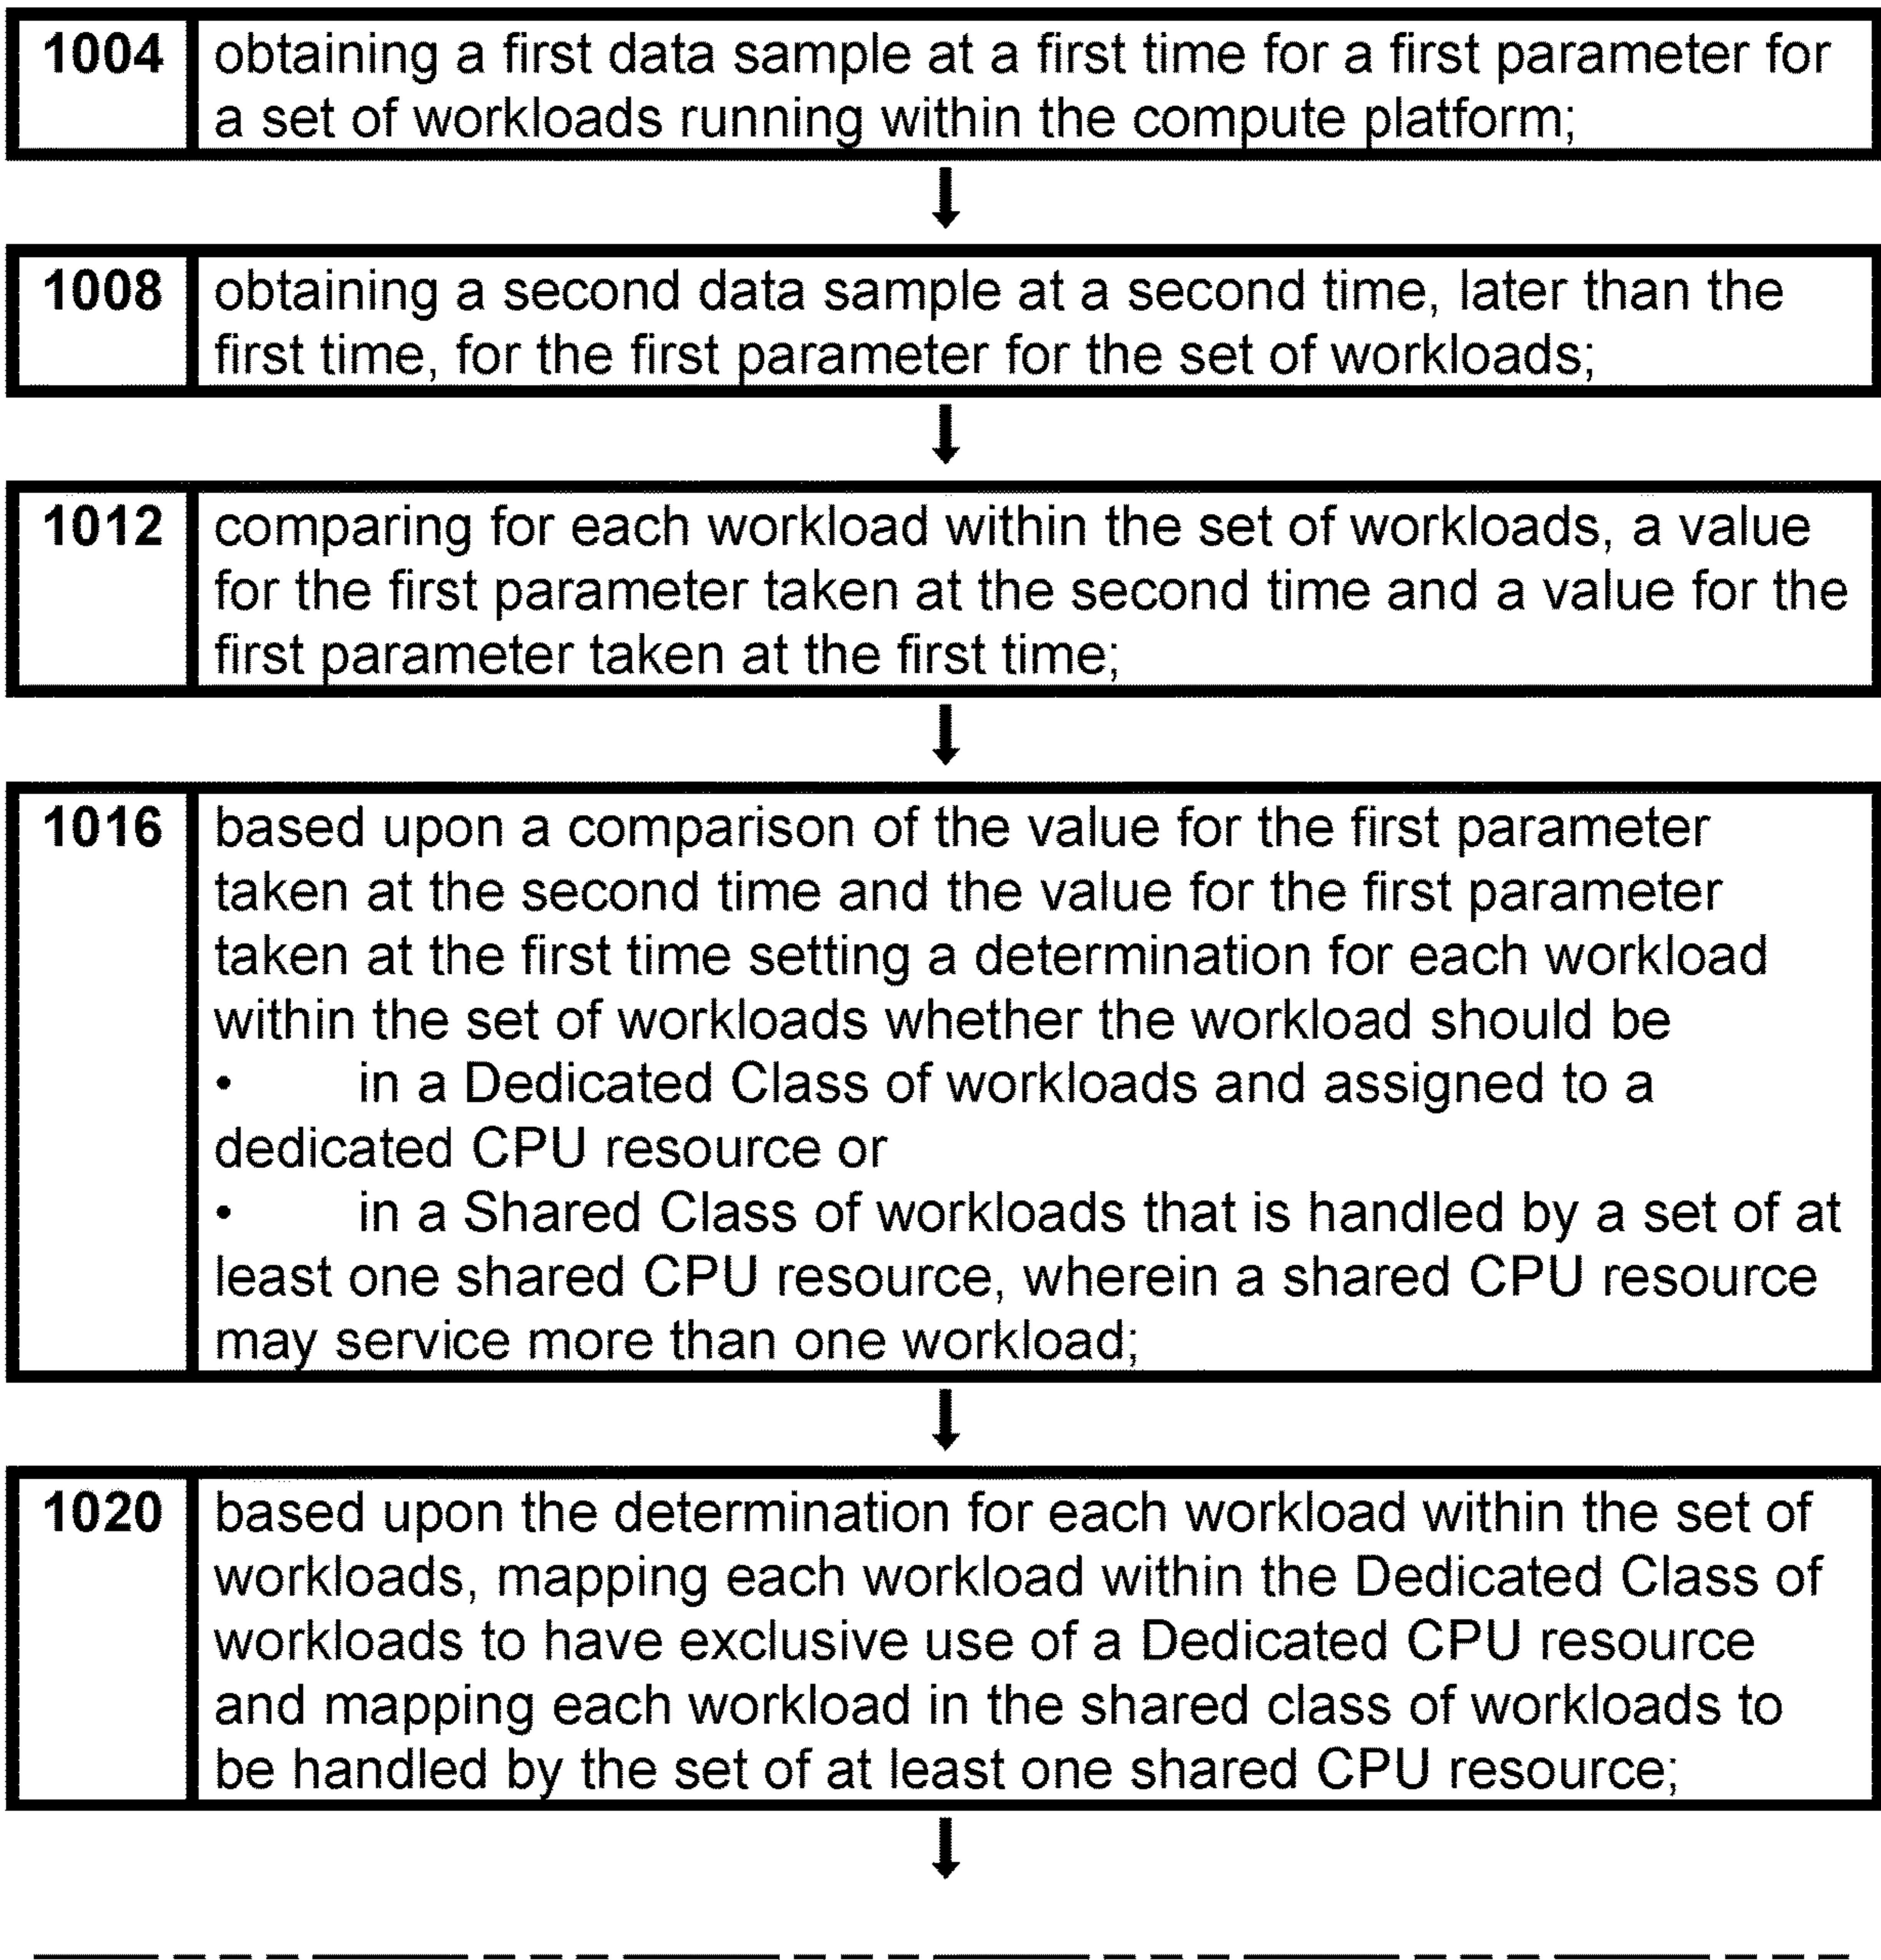 1004 obtaining a first data sample at a first time for a first parameter for
a set of workloads running within the compute platform;
1008 obtaining a second data sample at a second time, later than the
first time, for the first parameter for the set of workloads;
1012 comparing for each workload within the set of workloads, a value
for the first parameter taken at the second time and a value for the
first parameter taken at the first time;
1016 based upon a comparison of the value for the first parameter
taken at the second time and the value for the first parameter
taken at the first time setting a determination for each workload
within the set of workloads whether the workload should be
• in a Dedicated Class of workloads and assigned to a
dedicated CPU resource or
• in a Shared Class of workloads that is handled by a set of at
least one shared CPU resource, wherein a shared CPU resource
may service more than one workload;
1020 based upon the determination for each workload within the set of
workloads, mapping each workload within the Dedicated Class of
workloads to have exclusive use of a Dedicated CPU resource
and mapping each workload in the shared class of workloads to
be handled by the set of at least one shared CPU resource;